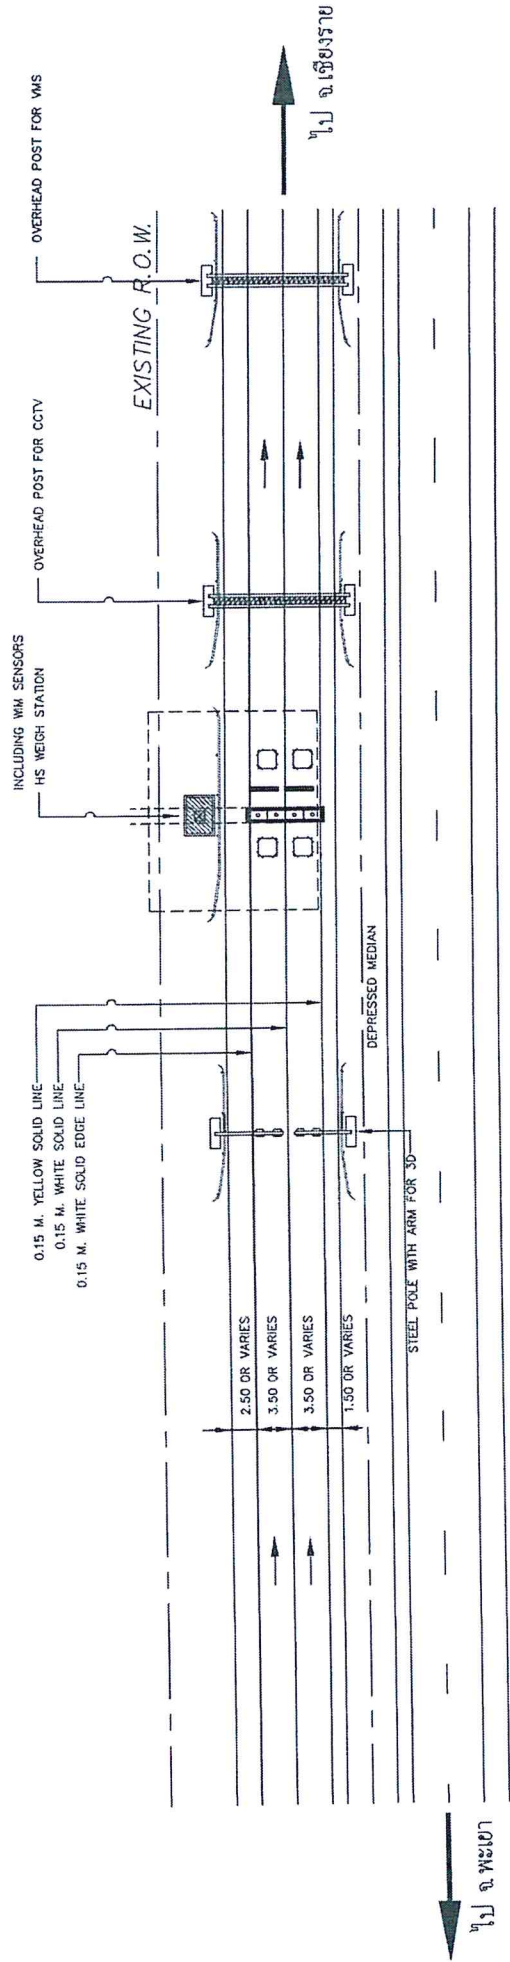 OVERHEAD POST FOR VMS
ไป จ.เชียงราย
EXISTING R.O.W.
OVERHEAD POST FOR CCTV
INCLUDING WIM SENSORS
HS WEIGH STATION
0.15 M. YELLOW SOLID LINE
0.15 M. WHITE SOLID LINE
0.15 M. WHITE SOLID EDGE LINE
DEPRESSED MEDIAN
STEEL POLE WITH ARM FOR 3D
2.50 OR VARIES
3.50 OR VARIES
3.50 OR VARIES
1.50 OR VARIES
ไป จ.พะเยา